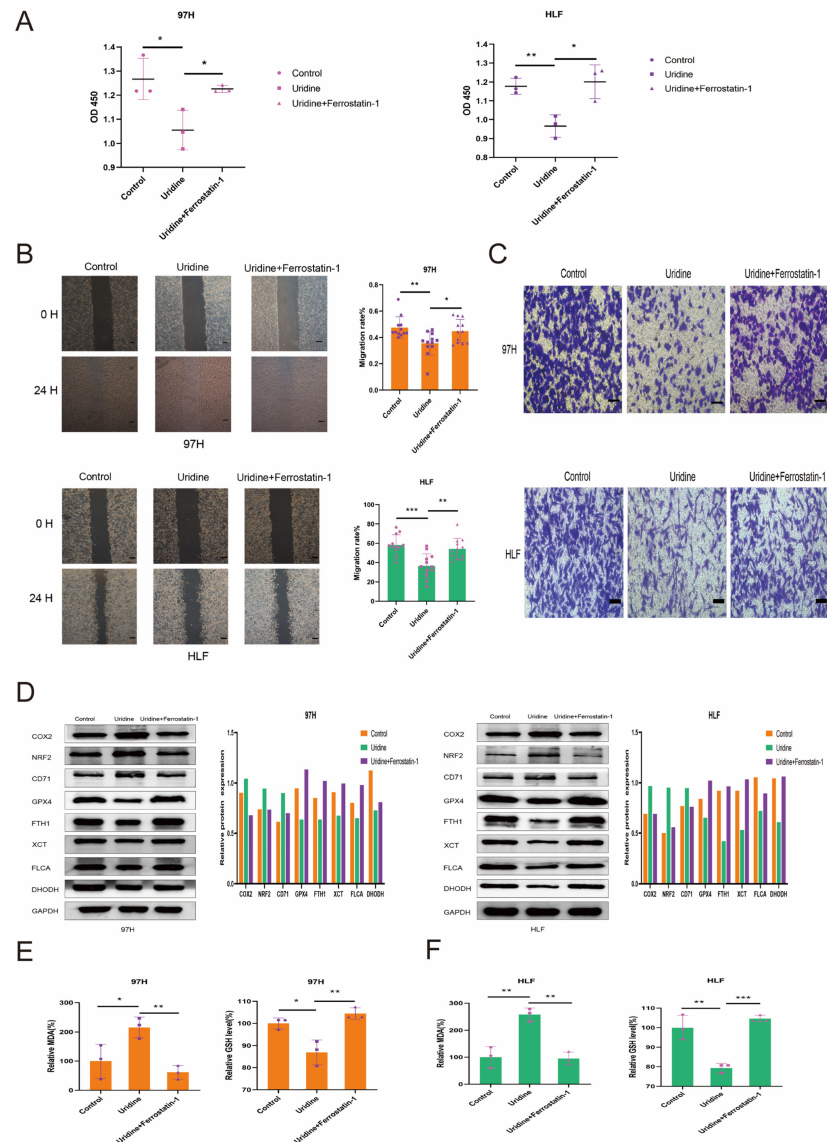 A
97H
*
*
OD 450
1.4
1.3
1.2
1.1
1.0
0.9
Control
Uridine
Uridine+Ferrostatin-1
Control
Uridine
Uridine+Ferrostatin-1
HLF
**
*
OD 450
1.4
1.3
1.2
1.1
1.0
0.9
0.8
Control
Uridine
Uridine+Ferrostatin-1
Control
Uridine
Uridine+Ferrostatin-1
B
Control Uridine Uridine+Ferrostatin-1
0 H
24 H
97H
97H
**
*
Migration rate%
0.8
0.6
0.4
0.2
0.0
Control
Uridine
Uridine+Ferrostatin-1
Control Uridine Uridine+Ferrostatin-1
0 H
24 H
HLF
HLF
***
**
Migration rate%
100
80
60
40
20
0
Control
Uridine
Uridine+Ferrostatin-1
C
Control Uridine Uridine+Ferrostatin-1
97H
Control Uridine Uridine+Ferrostatin-1
HLF
D
Control Uridine Uridine+Ferrostatin-1
COX2
NRF2
CD71
GPX4
FTH1
XCT
FLCA
DHODH
GAPDH
97H
97H
Relative protein expression
1.5
1.0
0.5
0.0
COX2 NRF2 CD71 GPX4 FTH1 XCT FLCA DHODH
Control
Uridine
Uridine+Ferrostatin-1
Control Uridine Uridine+Ferrostatin-1
COX2
NRF2
CD71
GPX4
FTH1
XCT
FLCA
DHODH
GAPDH
HLF
HLF
Relative protein expression
1.5
1.0
0.5
0.0
COX2 NRF2 CD71 GPX4 FTH1 XCT FLCA DHODH
Control
Uridine
Uridine+Ferrostatin-1
E
97H
*
**
Relative MDA(%)
300
200
100
0
Control
Uridine
Uridine+Ferrostatin-1
97H
*
**
Relative GSH level(%)
110
100
90
80
70
Control
Uridine
Uridine+Ferrostatin-1
F
HLF
**
**
Relative MDA(%)
400
300
200
100
0
Control
Uridine
Uridine+Ferrostatin-1
HLF
**
***
Relative GSH level(%)
110
100
90
80
70
Control
Uridine
Uridine+Ferrostatin-1